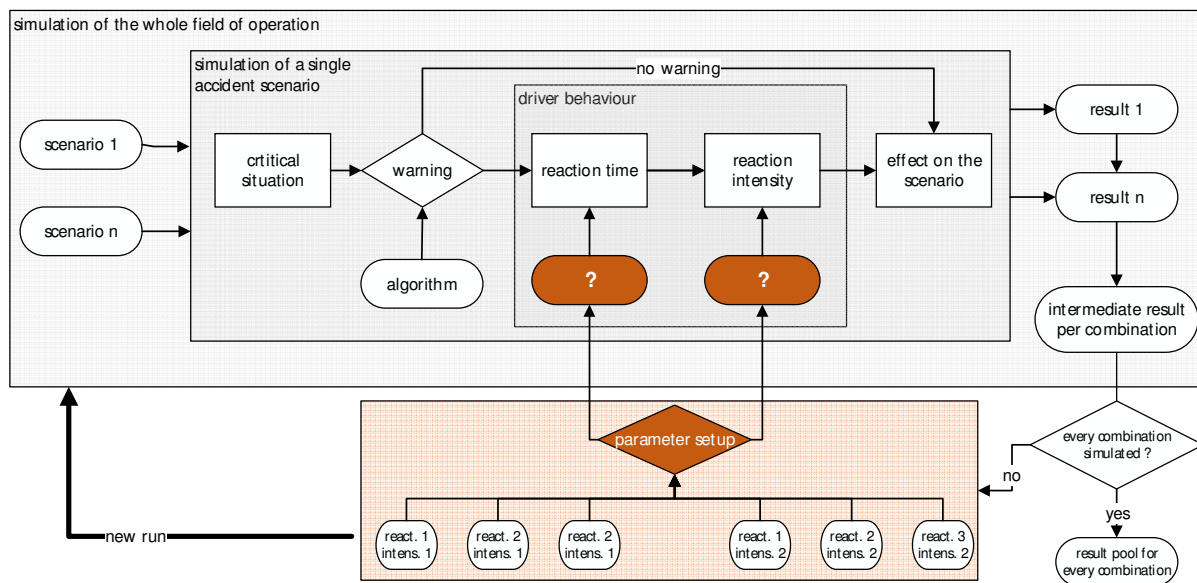 simulation of the whole field of operation
simulation of a single
accident scenario
no warning
driver behaviour
scenario 1
scenario n
crtitical
situation
warning
reaction time
reaction
intensity
effect on the
scenario
algorithm
?
?
result 1
result n
intermediate result
per combination
parameter setup
every combination
simulated ?
no
yes
new run
react. 1
intens. 1
react. 2
intens. 1
react. 2
intens. 1
react. 1
intens. 2
react. 2
intens. 2
react. 3
intens. 2
result pool for
every combination